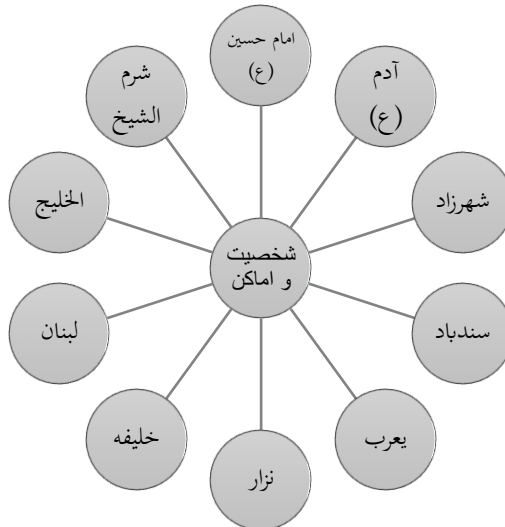 امام حسین
(ع)
آدم
(ع)
شهرزاد
سندباد
یعرب
نزار
خلیفه
لبنان
الخلیج
شرم
الشیخ
شخصیت
و اماکن